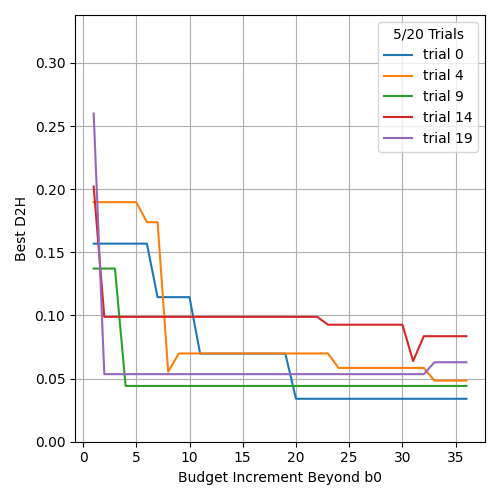 5/20 Trials
trial 0
trial 4
trial 9
trial 14
trial 19
Best D2H
0.30
0.25
0.20
0.15
0.10
0.05
0.00
0 5 10 15 20 25 30 35
Budget Increment Beyond b0